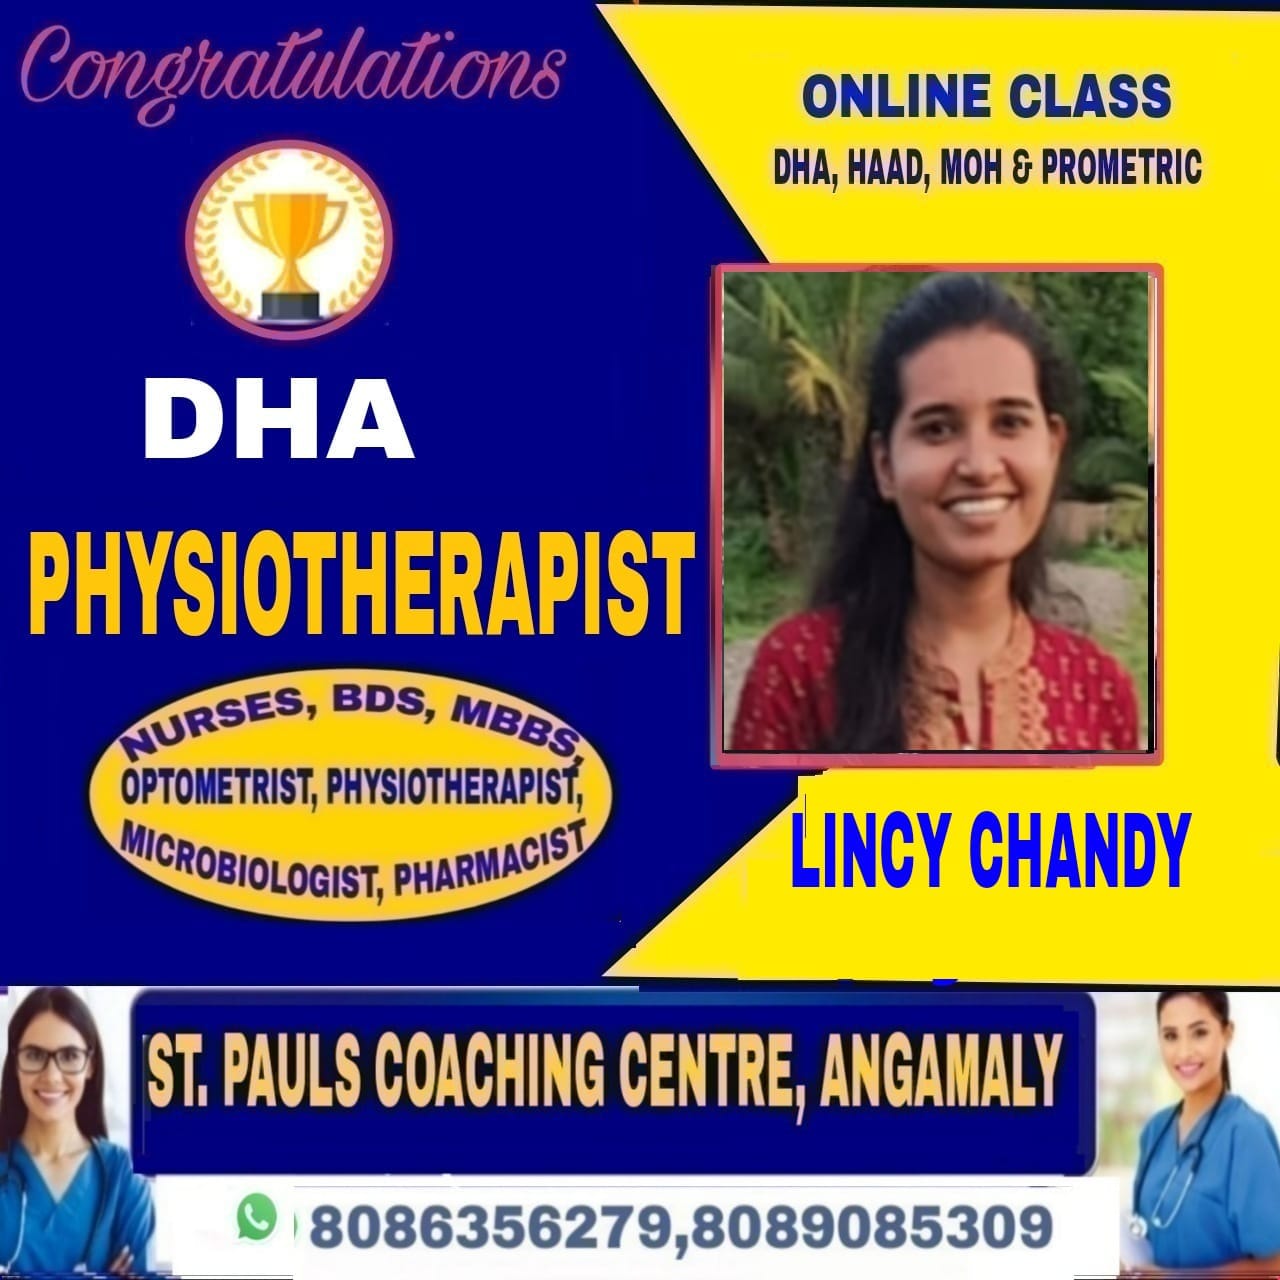 Congratulations
ONLINE CLASS
DHA, HAAD, MOH & PROMETRIC
DHA
PHYSIOTHERAPIST
NURSES, BDS, MBBS,
OPTOMETRIST, PHYSIOTHERAPIST,
MICROBIOLOGIST, PHARMACIST
LINCY CHANDY
ST. PAULS COACHING CENTRE, ANGAMALY
8086356279,8089085309